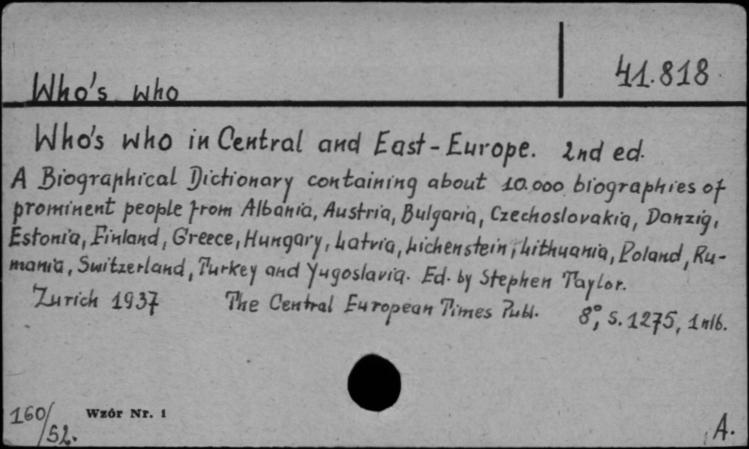 Who's who
41.818
Who's who in Central and East-Europe. 2nd ed.
A Biographical Dictionary containing about 10.000 biographies of
prominent people from Albania, Austria, Bulgaria, Czechoslovakia, Danzig,
Estonia, Finland, Greece, Hungary, Latvia, Lichenstein, Lithuania, Poland, Ru-
mania, Switzerland, Turkey and Yugoslavia. Ed. by Stephen Taylor.
Zurich 1937 The Central European Times Publ. 8°, s. 1275, 1 nlb.
160/52. Wzór Nr. 1
A.